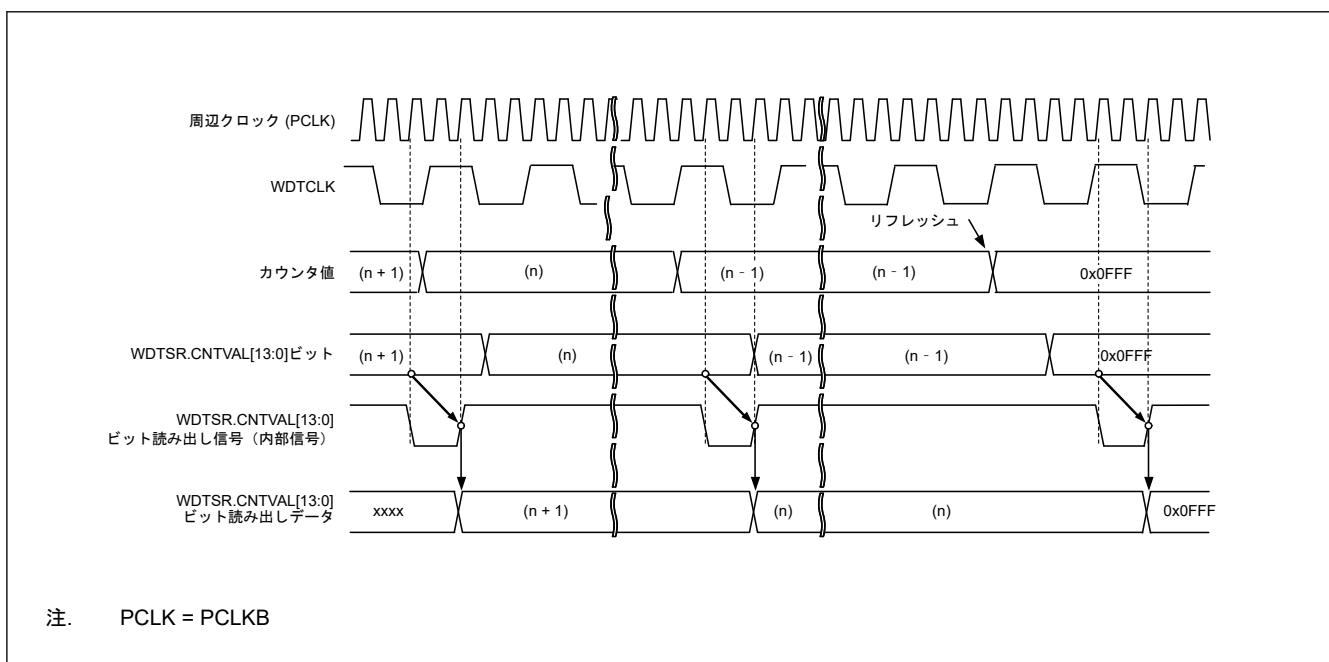 周辺クロック (PCLK)
WDTCLK
リフレッシュ
カウンタ値
(n + 1)
(n)
(n - 1)
(n - 1)
0x0FFF
WDTSR.CNTVAL[13:0]ビット
(n + 1)
(n)
(n - 1)
(n - 1)
0x0FFF
WDTSR.CNTVAL[13:0]
ビット読み出し信号（内部信号）
WDTSR.CNTVAL[13:0]
ビット読み出しデータ
xxxx
(n + 1)
(n)
(n)
0x0FFF
注. PCLK = PCLKB